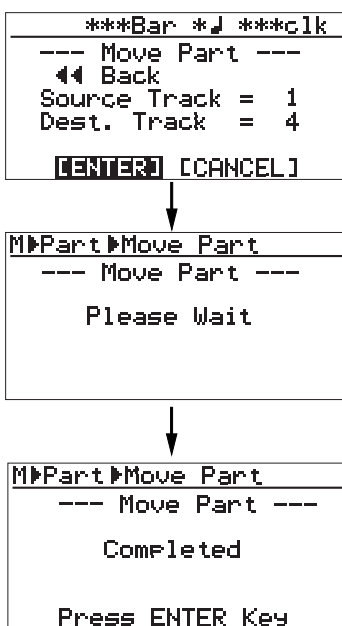 ***Bar *♩ ***clk
--- Move Part ---
◀◀ Back
Source Track = 1
Dest. Track = 4
[ENTER] [CANCEL]
M▶Part▶Move Part
--- Move Part ---
Please Wait
M▶Part▶Move Part
--- Move Part ---
Completed
Press ENTER Key